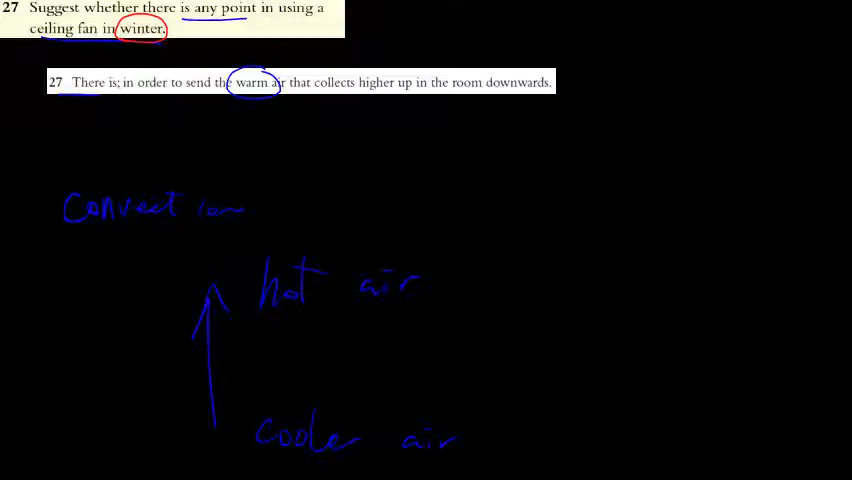 27 Suggest whether there is any point in using a
ceiling fan in winter.
27 There is; in order to send the warm air that collects higher up in the room downwards.
Convection
hot air
cooler air